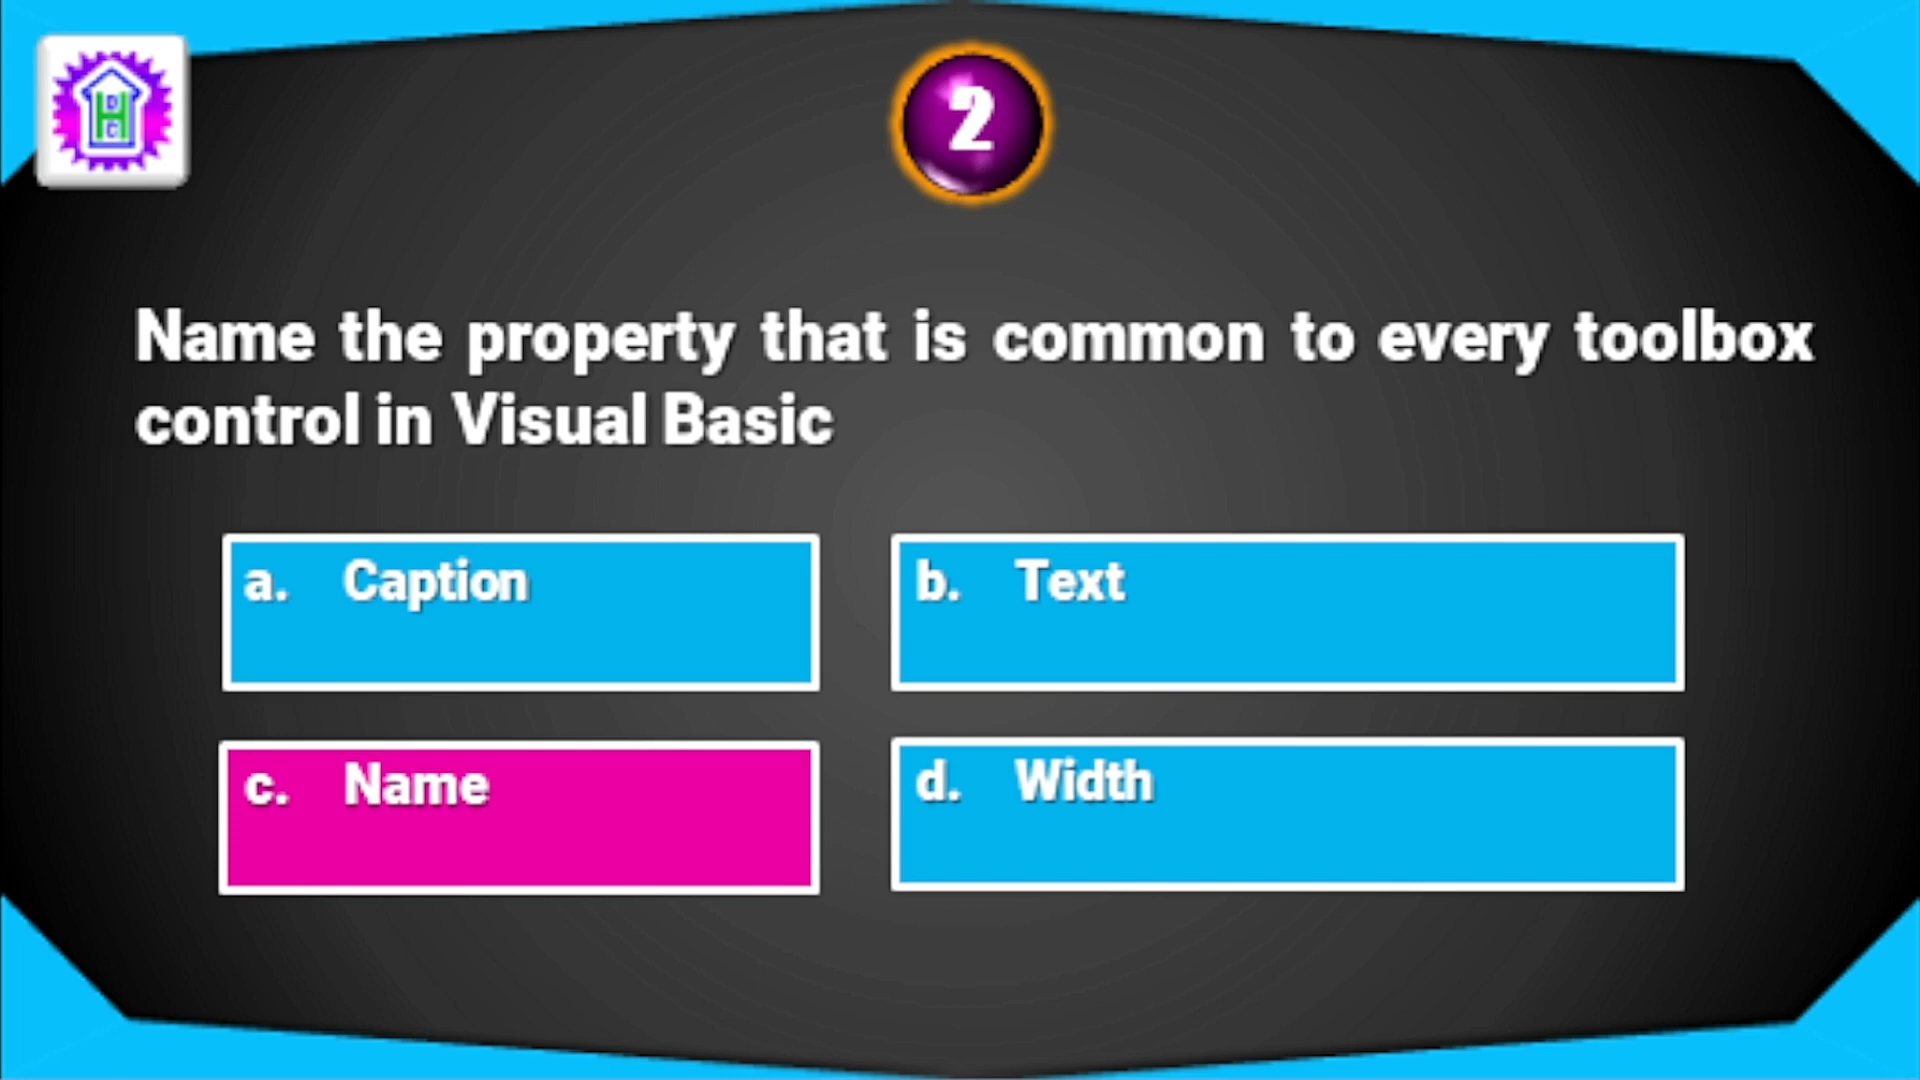 2
Name the property that is common to every toolbox
control in Visual Basic
a. Caption
b. Text
c. Name
d. Width